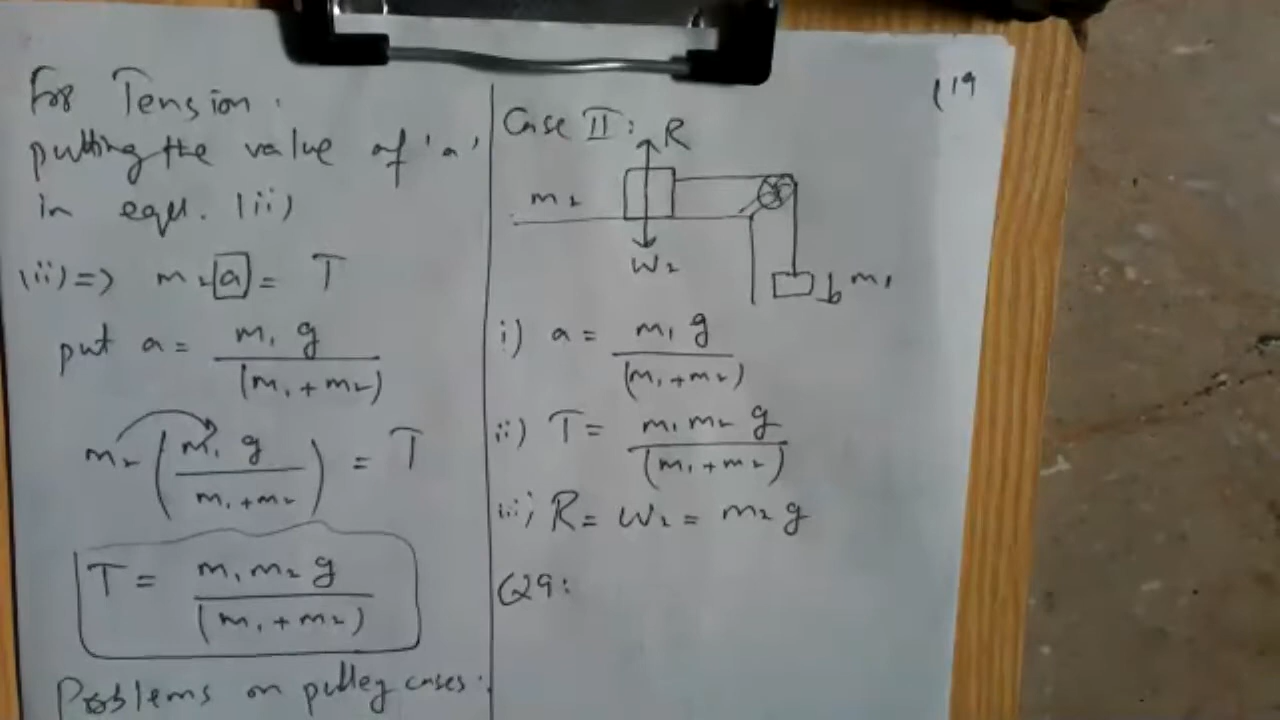 For Tension:
putting the value of 'a'
in equ. (ii)
(ii) => m₂ a = T
put a = m₁ g / (m₁ + m₂)
m₂ (m₁ g / m₁ + m₂) = T
T = m₁ m₂ g / (m₁ + m₂)
Problems on pulley cases:
(19
Case II:
R
m₂
W₂
m₁
i) a = m₁ g / (m₁ + m₂)
ii) T = m₁ m₂ g / (m₁ + m₂)
iii) R = W₂ = m₂ g
Q9: